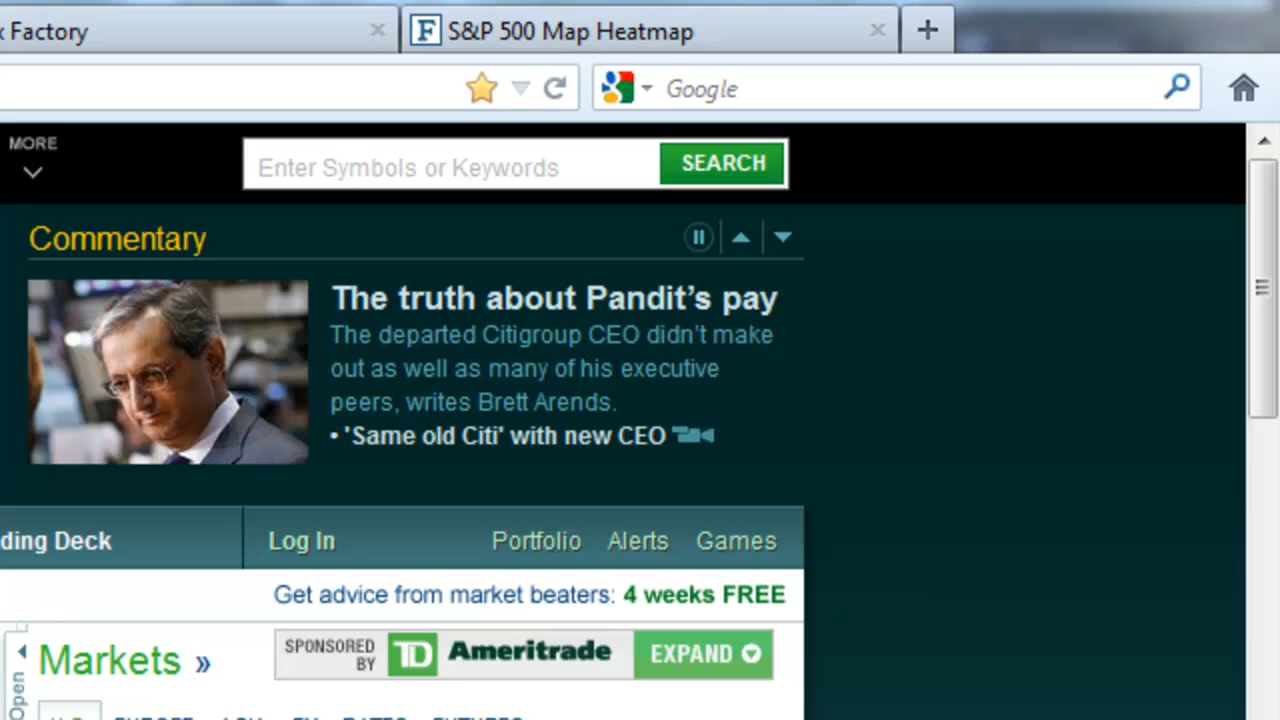 x Factory
F S&P 500 Map Heatmap
Google
MORE
Enter Symbols or Keywords
SEARCH
Commentary
The truth about Pandit's pay
The departed Citigroup CEO didn't make
out as well as many of his executive
peers, writes Brett Arends.
• 'Same old Citi' with new CEO
ding Deck
Log In
Portfolio Alerts Games
Get advice from market beaters: 4 weeks FREE
Open
Markets »
SPONSORED
BY
TD Ameritrade
EXPAND